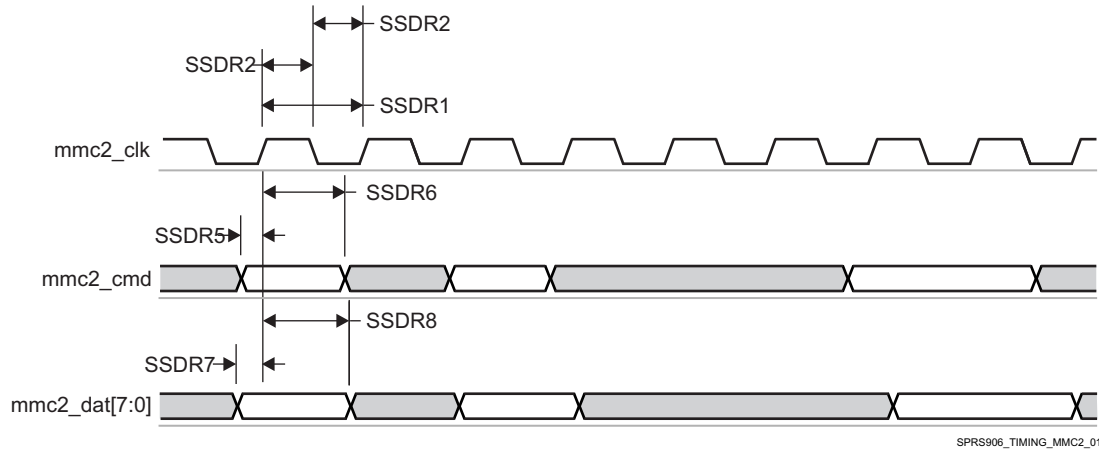 SSDR2
SSDR2
SSDR1
mmc2_clk
SSDR6
SSDR5
mmc2_cmd
SSDR8
SSDR7
mmc2_dat[7:0]
SPRS906_TIMING_MMC2_01